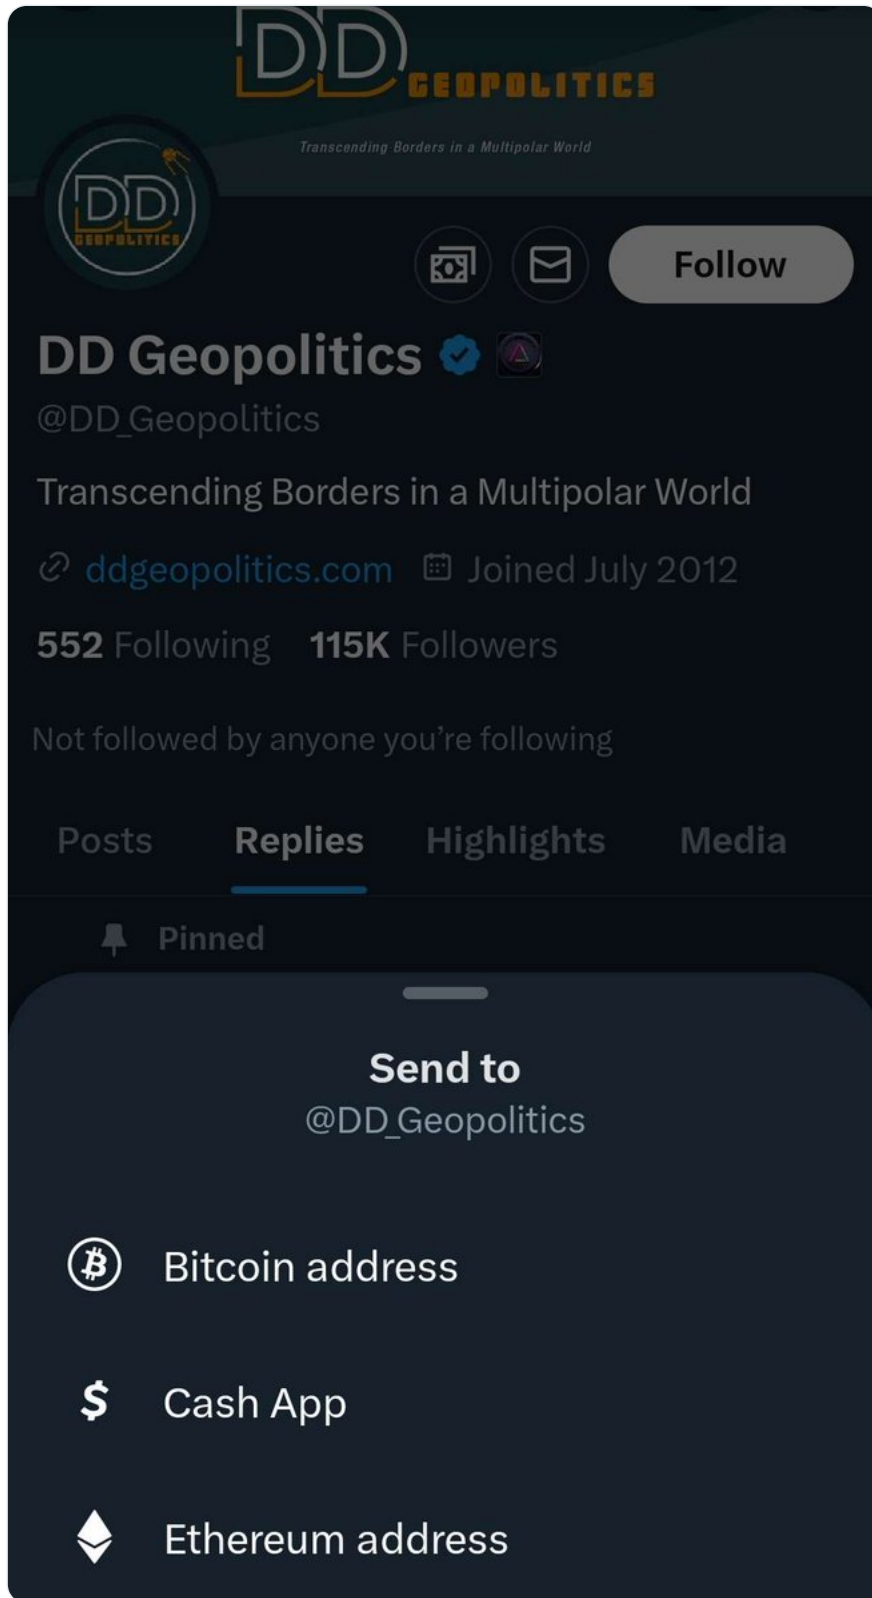 DD GEOPOLITICS
Transcending Borders in a Multipolar World
DD
GEOPOLITICS
Follow
DD Geopolitics
@DD_Geopolitics
Transcending Borders in a Multipolar World
ddgeopolitics.com Joined July 2012
552 Following 115K Followers
Not followed by anyone you’re following
Posts Replies Highlights Media
Pinned
Send to
@DD_Geopolitics
Bitcoin address
$ Cash App
Ethereum address